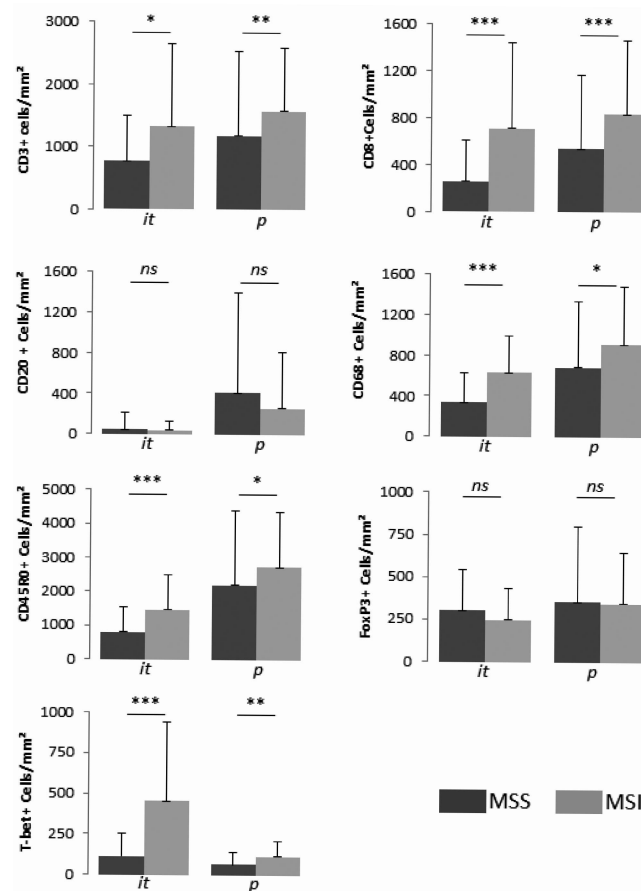 * **
CD3+ cells/mm²
3000
2000
1000
0
it p
*** ***
CD8+Cells/mm²
1600
1200
800
400
0
it p
ns ns
CD20 + Cells/mm²
1600
1200
800
400
0
it p
*** *
CD68+ Cells/mm²
1600
1200
800
400
0
it p
*** *
CD45R0+ Cells/mm²
5000
4000
3000
2000
1000
0
it p
ns ns
FoxP3+ Cells/mm²
1000
750
500
250
0
it p
*** **
T-bet+ Cells/mm²
1000
750
500
250
0
it p
MSS MSI